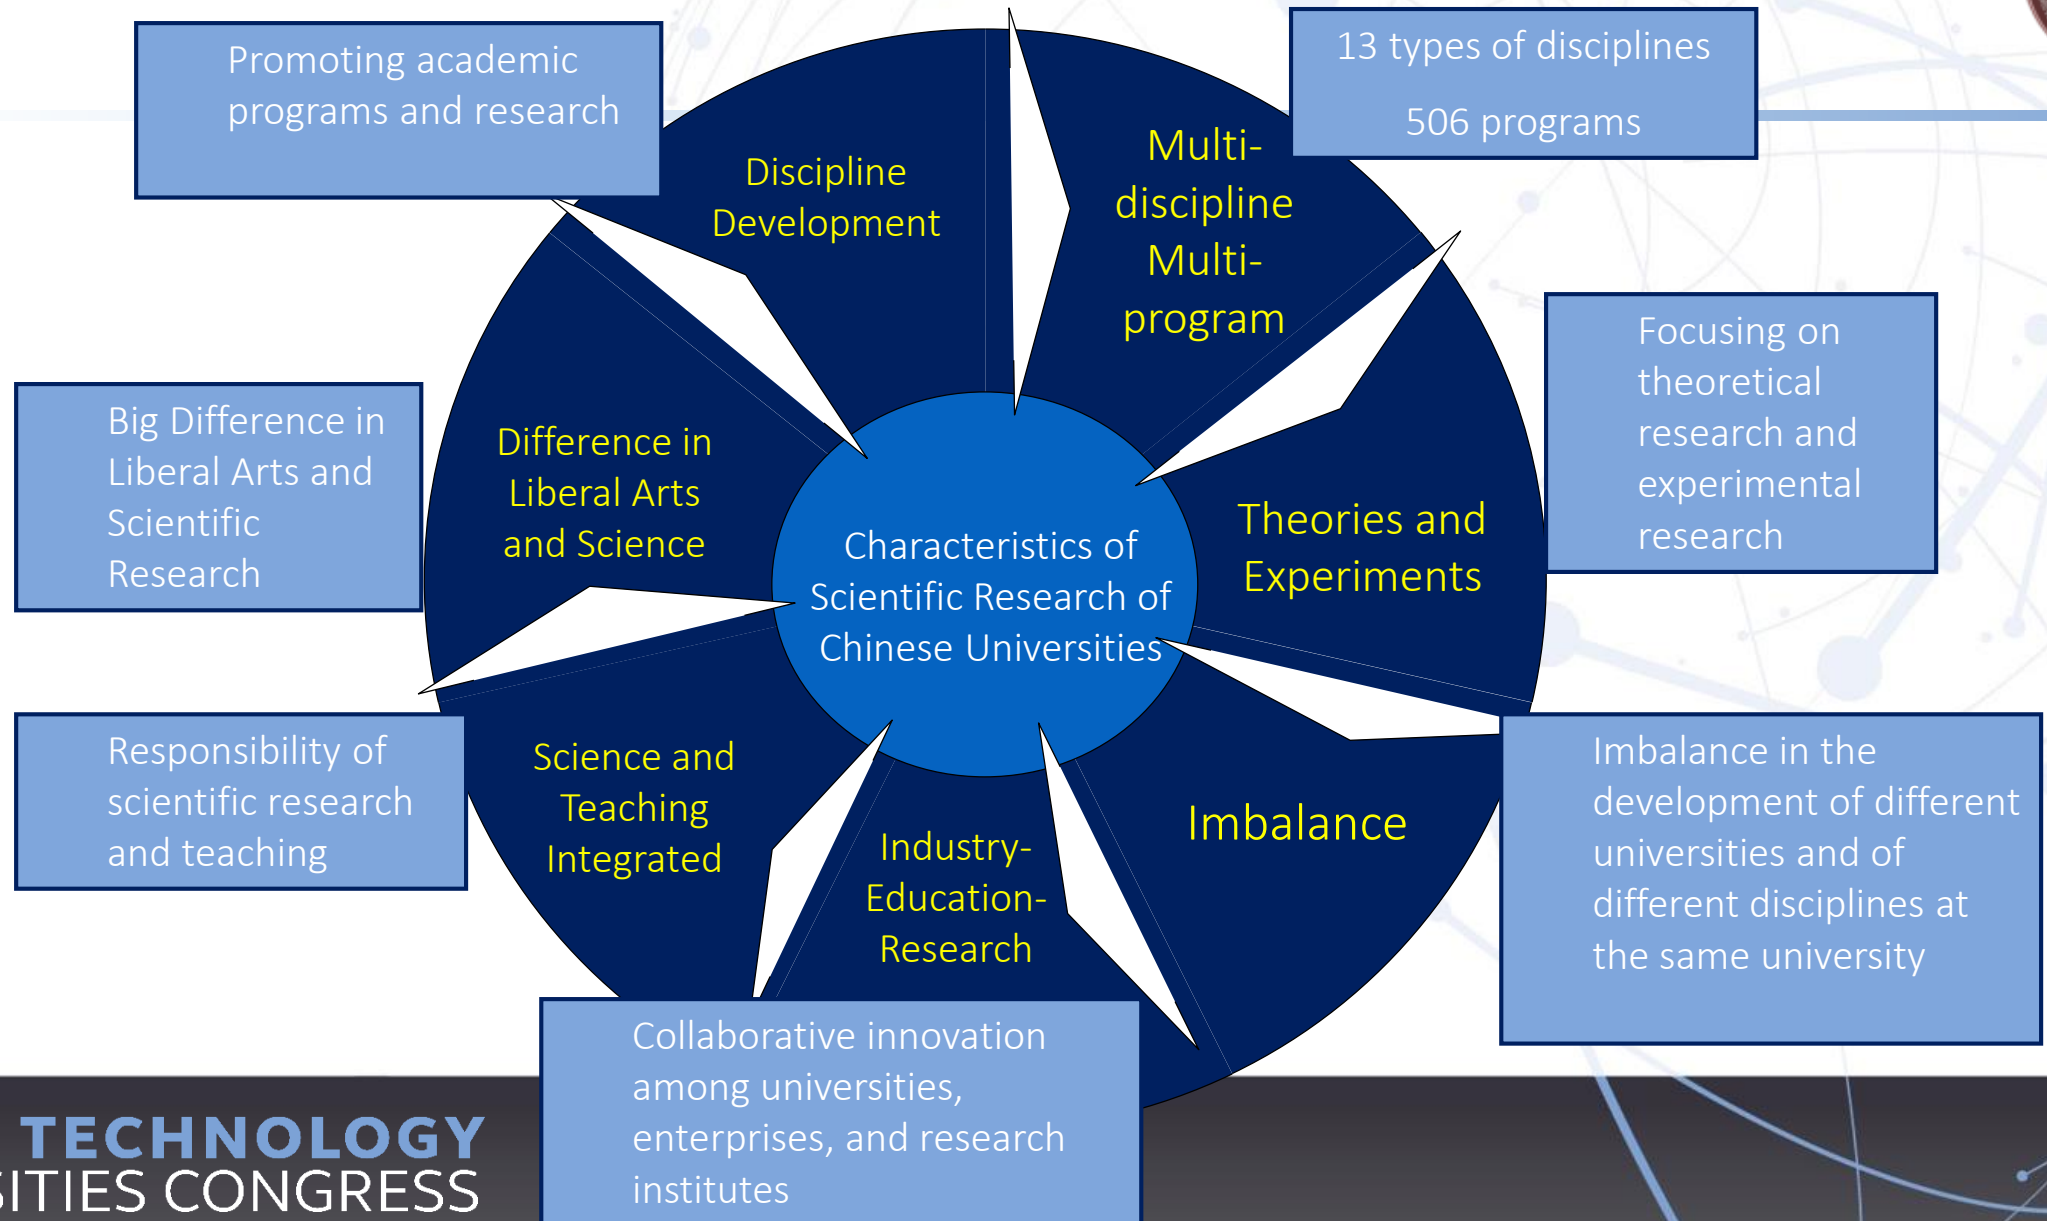 Promoting academic
programs and research
13 types of disciplines
506 programs
Discipline
Development
Multi-
discipline
Multi-
program
Focusing on
theoretical
research and
experimental
research
Big Difference in
Liberal Arts and
Scientific
Research
Difference in
Liberal Arts
and Science
Theories and
Experiments
Characteristics of
Scientific Research of
Chinese Universities
Responsibility of
scientific research
and teaching
Science and
Teaching
Integrated
Industry-
Education-
Research
Imbalance
Imbalance in the
development of different
universities and of
different disciplines at
the same university
Collaborative innovation
among universities,
enterprises, and research
institutes
TECHNOLOGY
SITIES CONGRESS